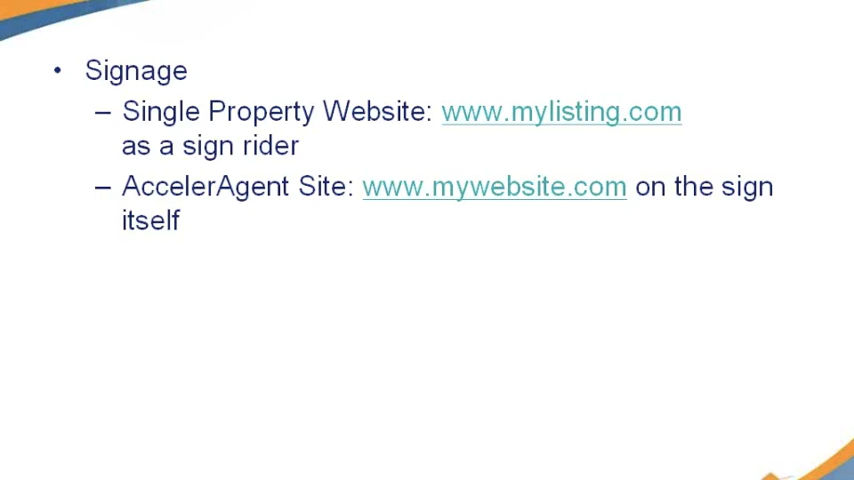 • Signage
– Single Property Website: www.mylisting.com
as a sign rider
– AccelerAgent Site: www.mywebsite.com on the sign
itself